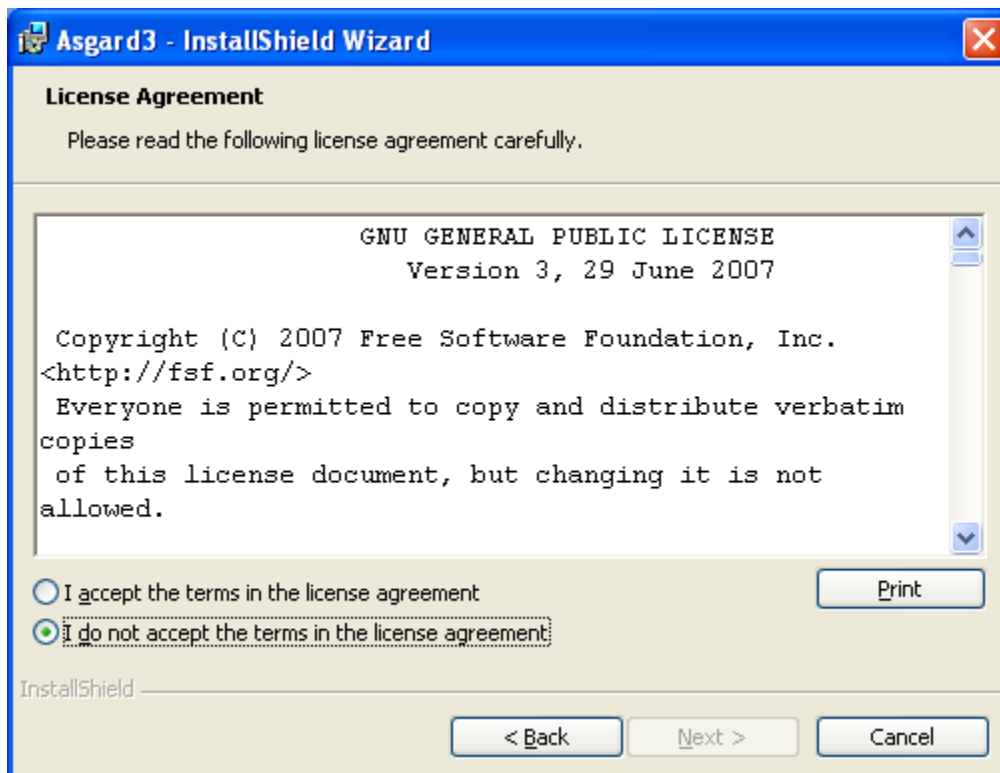 Asgard3 - InstallShield Wizard
License Agreement
Please read the following license agreement carefully.
GNU GENERAL PUBLIC LICENSE
Version 3, 29 June 2007
Copyright (C) 2007 Free Software Foundation, Inc.
<http://fsf.org/>
Everyone is permitted to copy and distribute verbatim
copies
of this license document, but changing it is not
allowed.
I accept the terms in the license agreement
Print
I do not accept the terms in the license agreement
InstallShield
< Back
Next >
Cancel